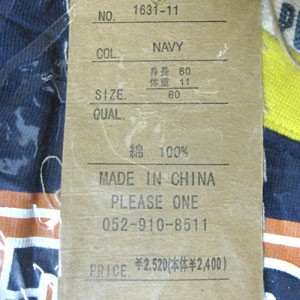 NO. 1631-11
COL. NAVY
身長 80
体重 11
SIZE. 80
QUAL.
綿 100%
MADE IN CHINA
PLEASE ONE
052-910-8511
PRICE. ¥2,520(本体¥2,400)